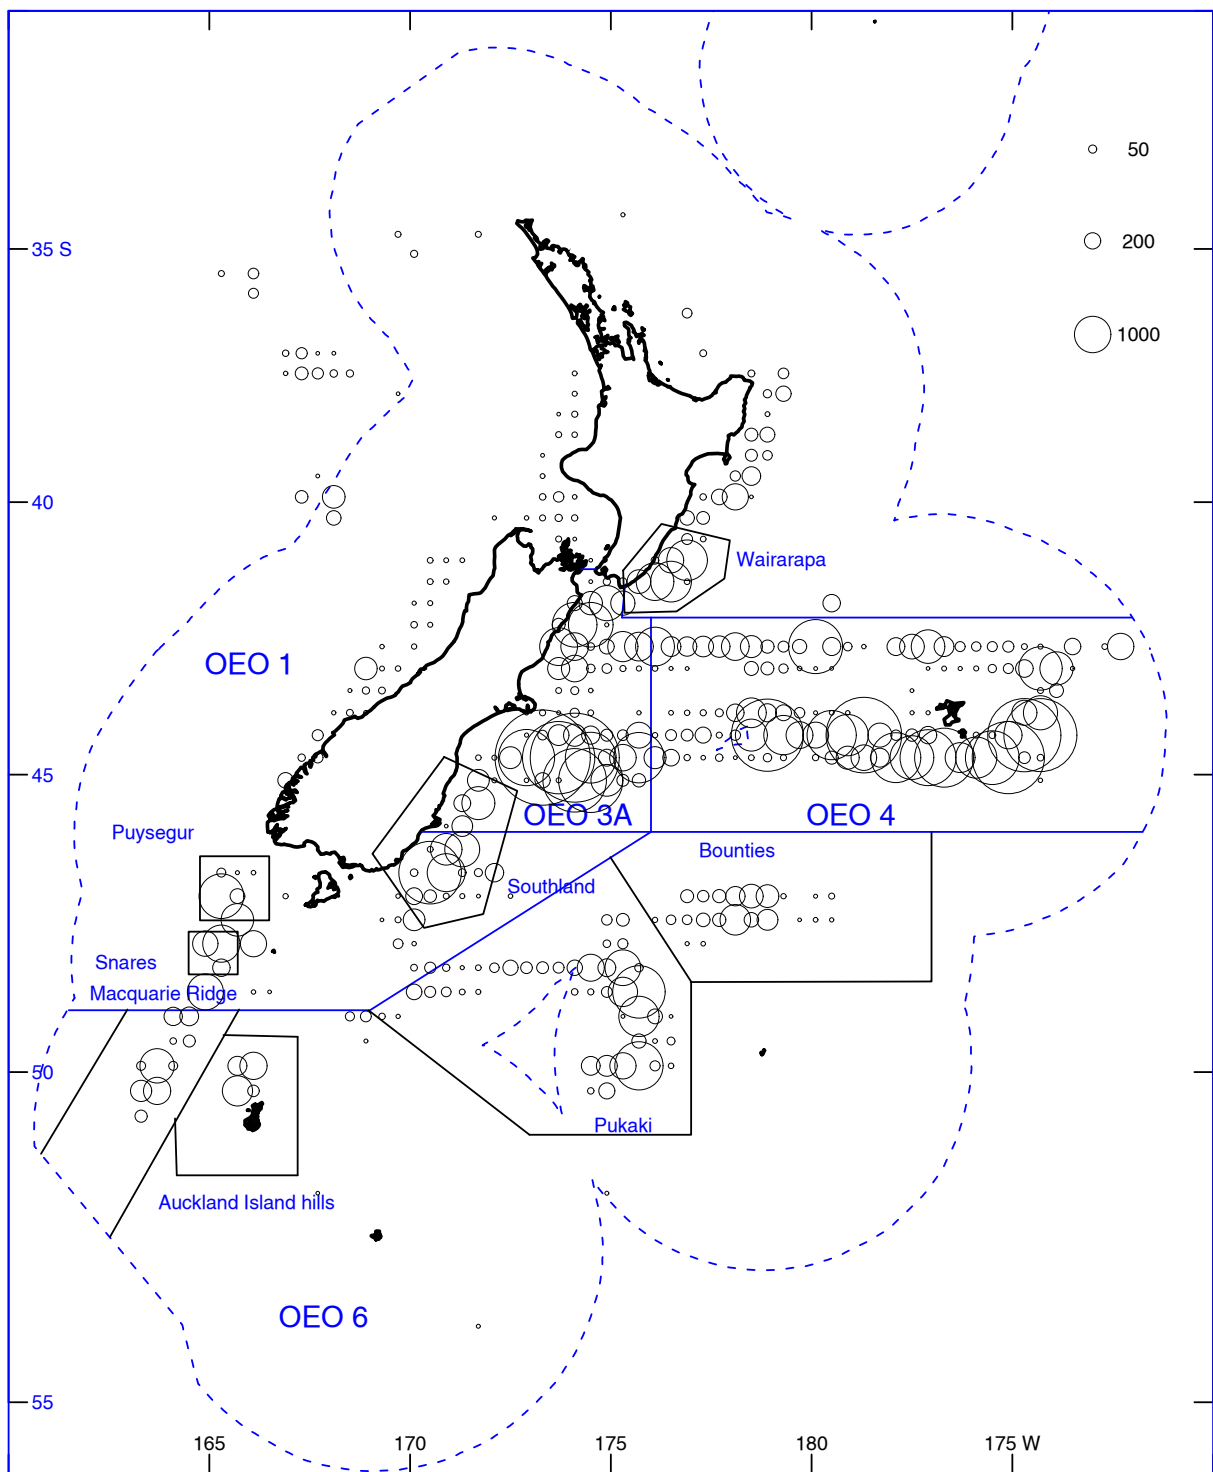 50
200
35 S
1000
40
Wairarapa
OEO 1
45
OEO 3A
OEO 4
Puysegur
Bounties
Southland
Snares
Macquarie Ridge
50
Pukaki
Auckland Island hills
OEO 6
55
165
170
175
180
175 W